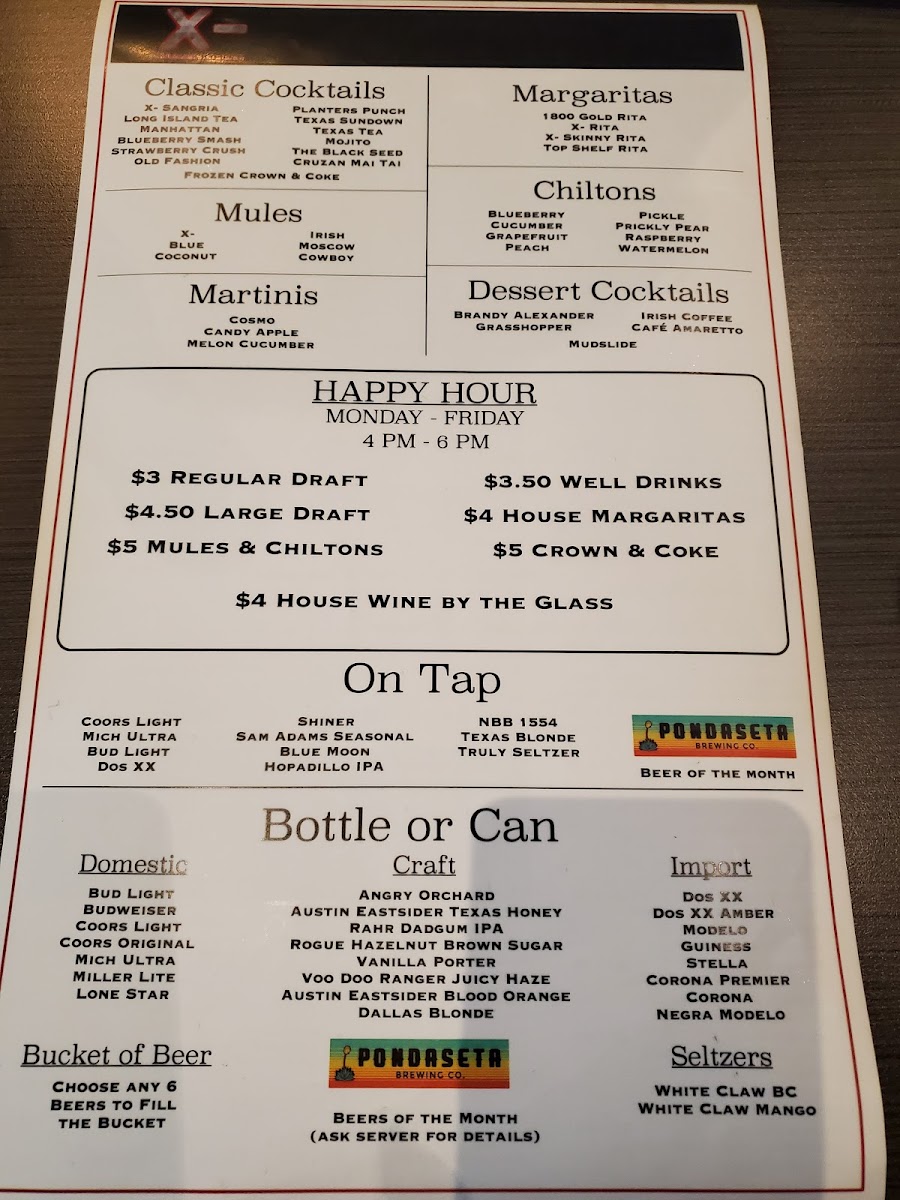 X-
Classic Cocktails
X- Sangria
Long Island Tea
Manhattan
Blueberry Smash
Strawberry Crush
Old Fashion
Planters Punch
Texas Sundown
Texas Tea
Mojito
The Black Seed
Cruzan Mai Tai
Frozen Crown & Coke
Mules
X-
Blue
Coconut
Irish
Moscow
Cowboy
Martinis
Cosmo
Candy Apple
Melon Cucumber
Margaritas
1800 Gold Rita
X- Rita
X- Skinny Rita
Top Shelf Rita
Chiltons
Blueberry
Cucumber
Grapefruit
Peach
Pickle
Prickly Pear
Raspberry
Watermelon
Dessert Cocktails
Brandy Alexander
Grasshopper
Irish Coffee
Café Amaretto
Mudslide
HAPPY HOUR
MONDAY - FRIDAY
4 PM - 6 PM
$3 Regular Draft
$4.50 Large Draft
$5 Mules & Chiltons
$3.50 Well Drinks
$4 House Margaritas
$5 Crown & Coke
$4 House Wine by the Glass
On Tap
Coors Light
Mich Ultra
Bud Light
Dos XX
Shiner
Sam Adams Seasonal
Blue Moon
Hopadillo IPA
NBB 1554
Texas Blonde
Truly Seltzer
PONDASETA
BREWING CO.
Beer of the month
Bottle or Can
Domestic
Bud Light
Budweiser
Coors Light
Coors Original
Mich Ultra
Miller Lite
Lone Star
Craft
Angry Orchard
Austin Eastsider Texas Honey
Rahr Dadgum IPA
Rogue Hazelnut Brown Sugar
Vanilla Porter
Voo Doo Ranger Juicy Haze
Austin Eastsider Blood Orange
Dallas Blonde
Import
Dos XX
Dos XX Amber
Modelo
Guiness
Stella
Corona Premier
Corona
Negra Modelo
Bucket of Beer
Choose any 6
Beers to Fill
the Bucket
PONDASETA
BREWING CO.
Beers of the Month
(ask server for details)
Seltzers
White Claw BC
White Claw Mango